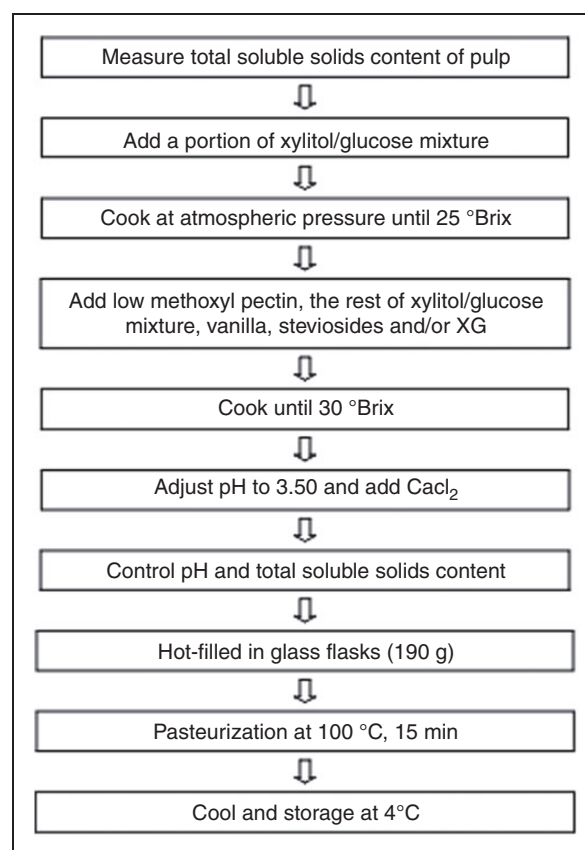 Measure total soluble solids content of pulp
Add a portion of xylitol/glucose mixture
Cook at atmospheric pressure until 25 °Brix
Add low methoxyl pectin, the rest of xylitol/glucose
mixture, vanilla, steviosides and/or XG
Cook until 30 °Brix
Adjust pH to 3.50 and add Cacl₂
Control pH and total soluble solids content
Hot-filled in glass flasks (190 g)
Pasteurization at 100 °C, 15 min
Cool and storage at 4°C